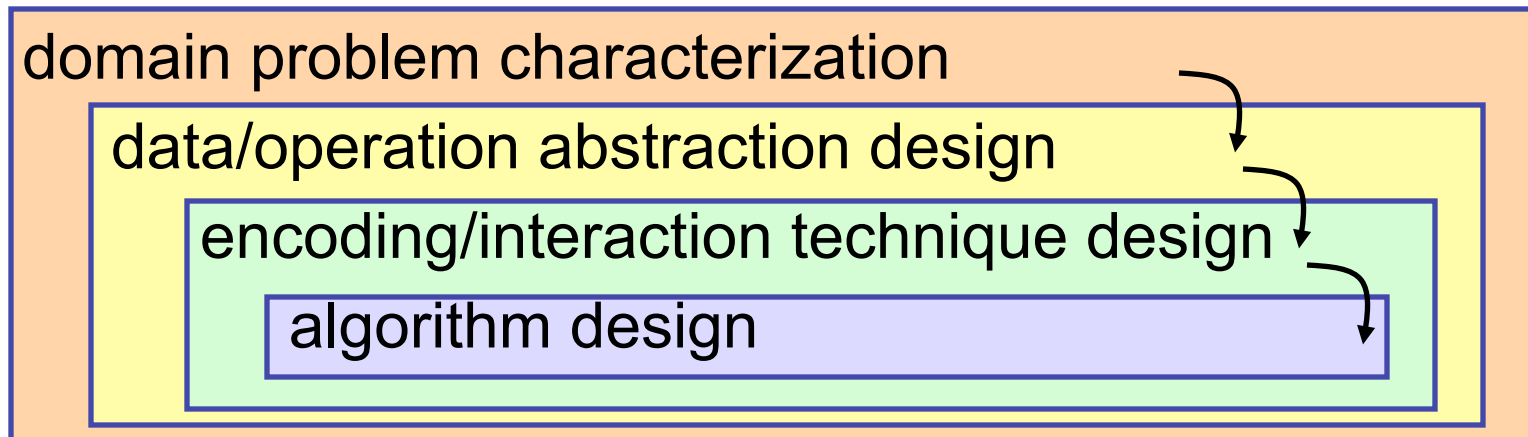 domain problem characterization
data/operation abstraction design
encoding/interaction technique design
algorithm design